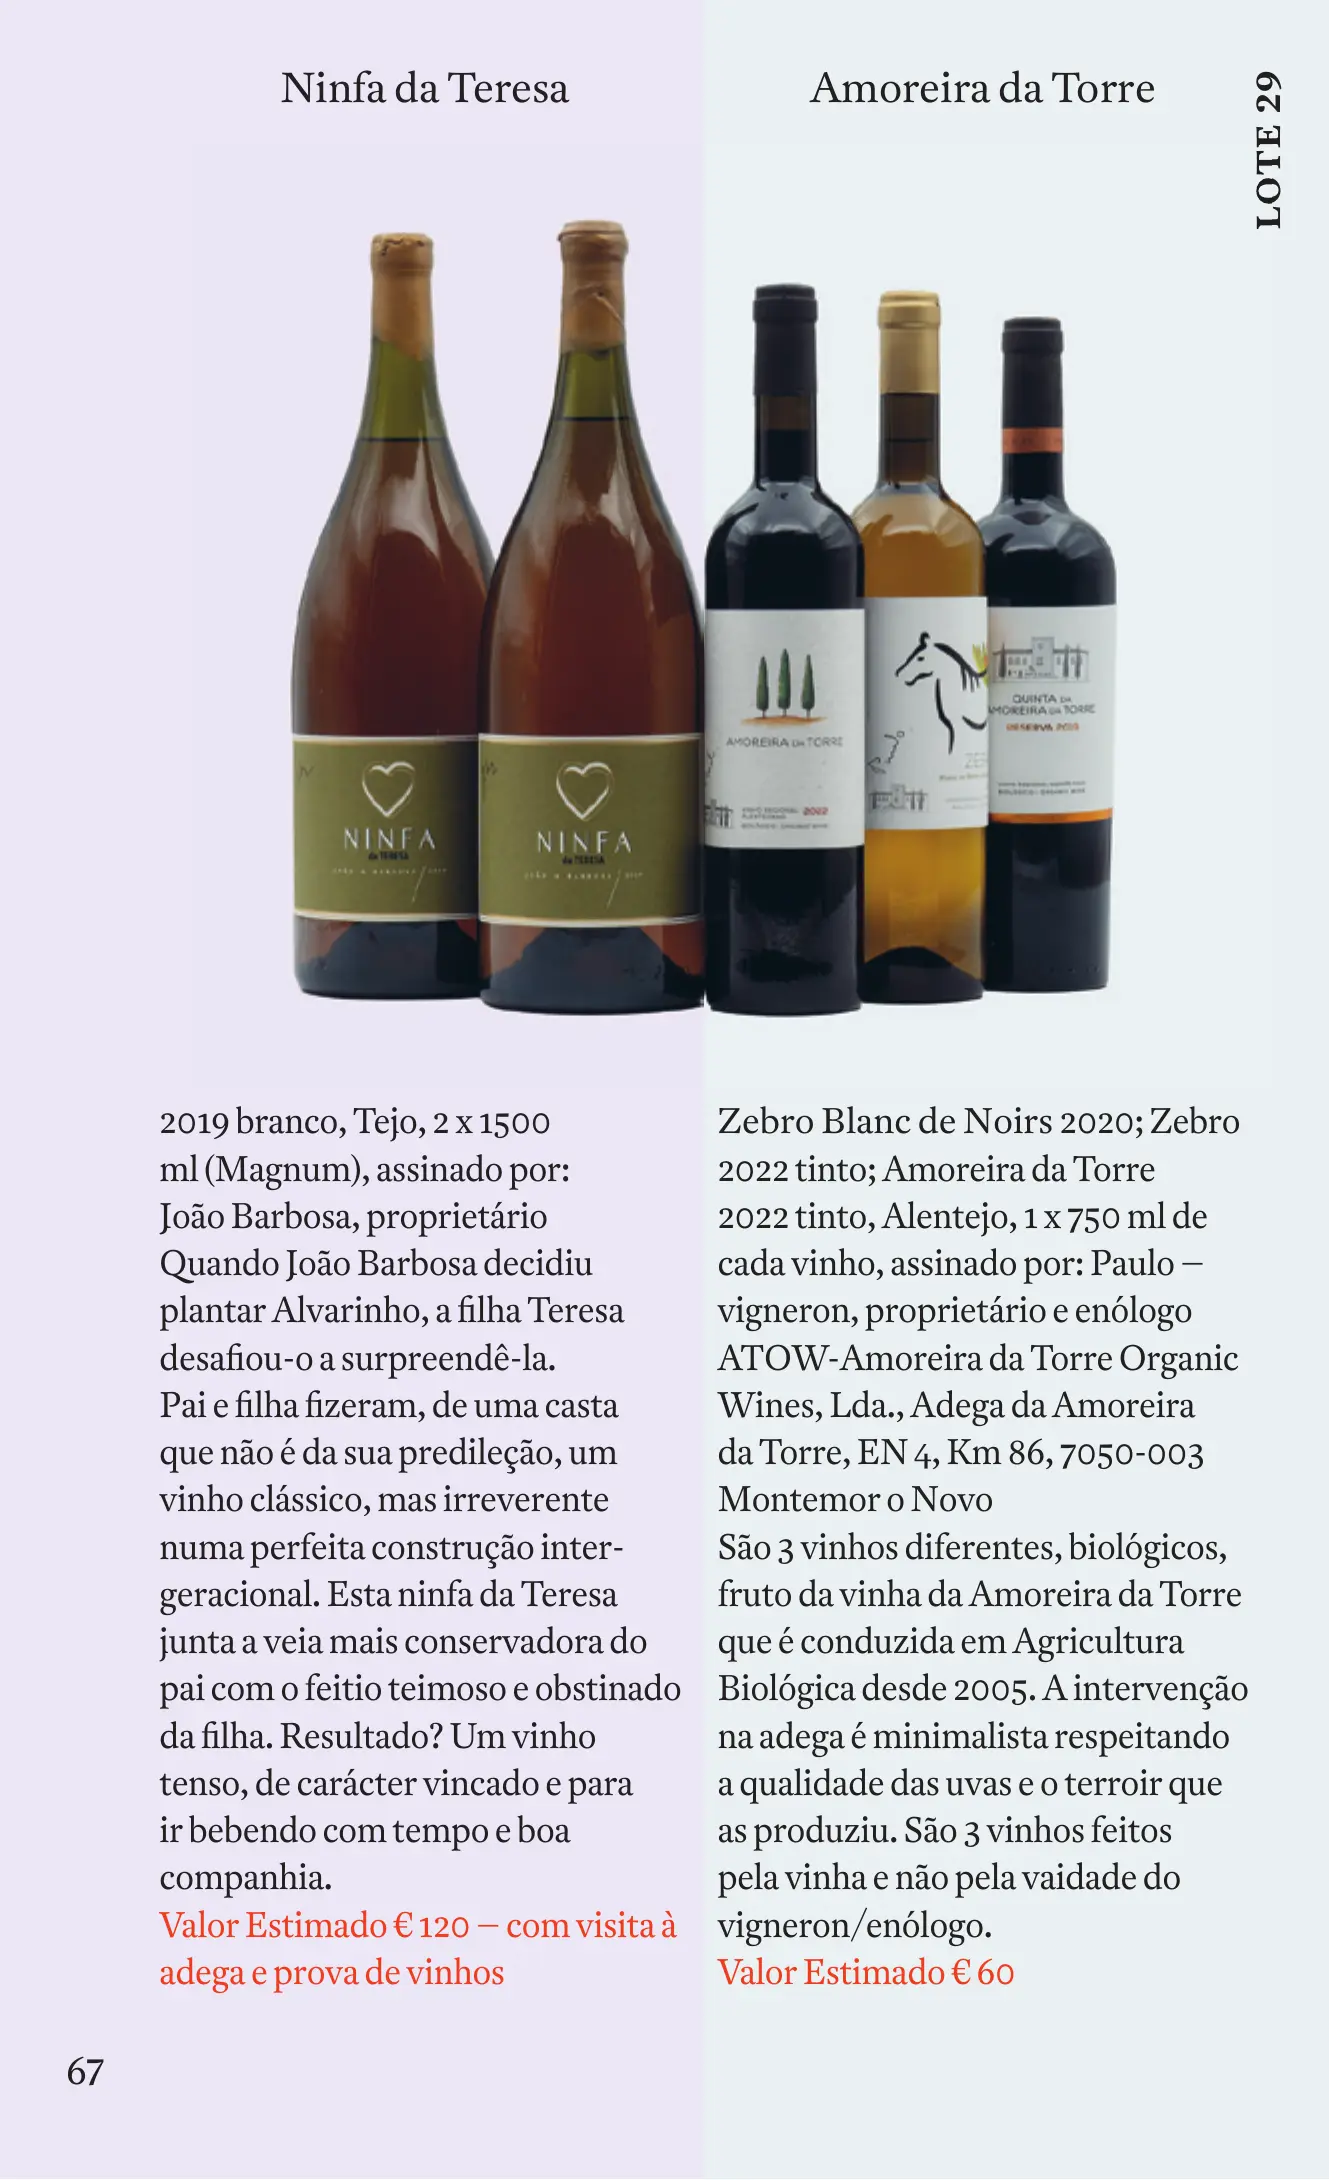 Ninfa da Teresa
Amoreira da Torre
LOTE 29
NINFA
da TERESA
NINFA
da TERESA
AMOREIRA DA TORRE
VINHO REGIONAL 2022
ALENTEJANO
QUINTA DA
AMOREIRA DA TORRE
RESERVA
2019 branco, Tejo, 2 x 1500
ml (Magnum), assinado por:
João Barbosa, proprietário
Quando João Barbosa decidiu
plantar Alvarinho, a filha Teresa
desafiou-o a surpreendê-la.
Pai e filha fizeram, de uma casta
que não é da sua predileção, um
vinho clássico, mas irreverente
numa perfeita construção inter-
geracional. Esta ninfa da Teresa
junta a veia mais conservadora do
pai com o feitio teimoso e obstinado
da filha. Resultado? Um vinho
tenso, de carácter vincado e para
ir bebendo com tempo e boa
companhia.
Valor Estimado € 120 — com visita à
adega e prova de vinhos
Zebro Blanc de Noirs 2020; Zebro
2022 tinto; Amoreira da Torre
2022 tinto, Alentejo, 1 x 750 ml de
cada vinho, assinado por: Paulo —
vigneron, proprietário e enólogo
ATOW-Amoreira da Torre Organic
Wines, Lda., Adega da Amoreira
da Torre, EN 4, Km 86, 7050-003
Montemor o Novo
São 3 vinhos diferentes, biológicos,
fruto da vinha da Amoreira da Torre
que é conduzida em Agricultura
Biológica desde 2005. A intervenção
na adega é minimalista respeitando
a qualidade das uvas e o terroir que
as produziu. São 3 vinhos feitos
pela vinha e não pela vaidade do
vigneron/enólogo.
Valor Estimado € 60
67